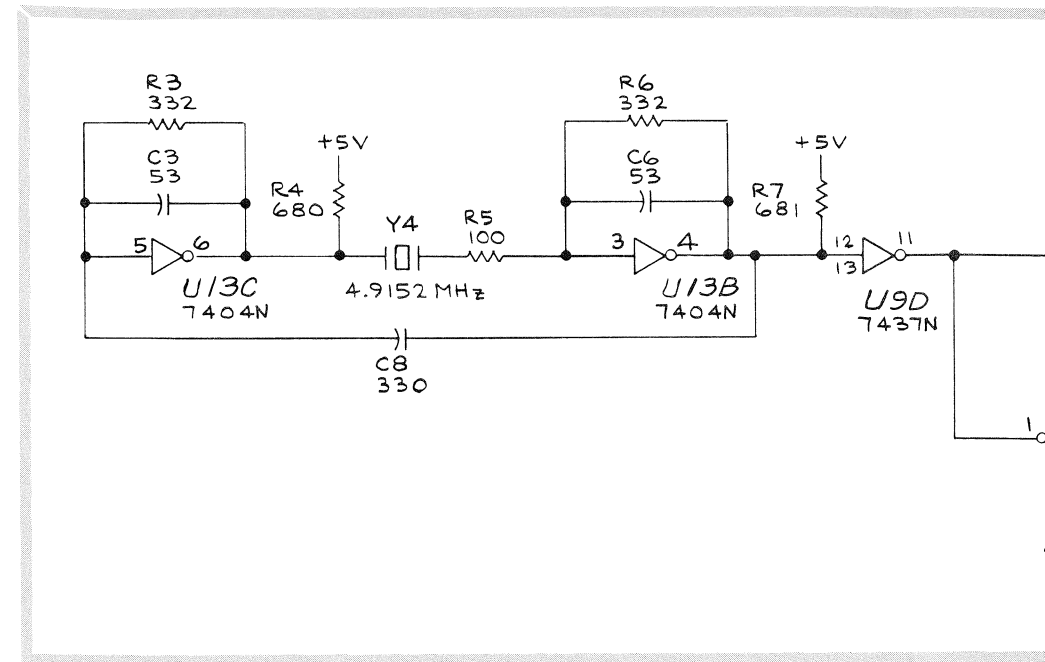 R3
332
C3
53
5
6
U13C
7404N
+5V
R4
680
Y4
4.9152 MHz
R5
100
C8
330
R6
332
C6
53
3
4
U13B
7404N
+5V
R7
681
12
13
11
U9D
7437N
1